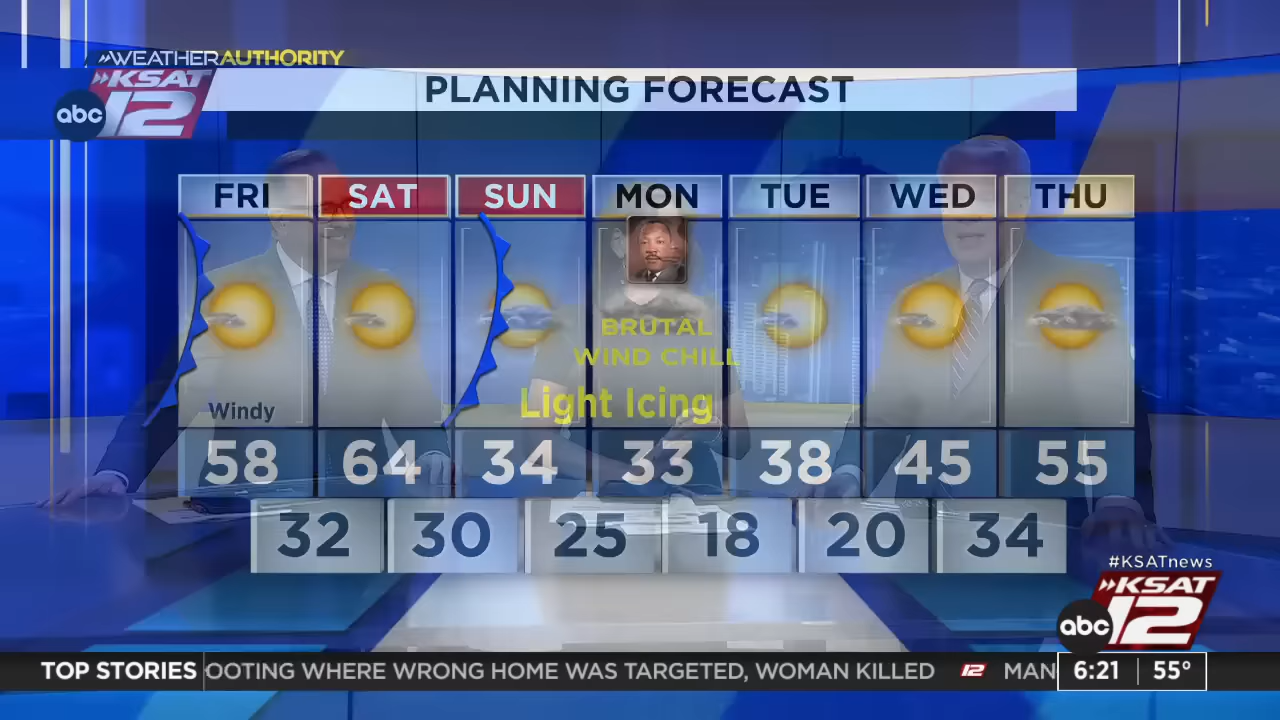 WEATHERAUTHORITY
KSAT
abc 12
PLANNING FORECAST
FRI SAT SUN MON TUE WED THU
BRUTAL
WIND CHILL
Light Icing
Windy
58 64 34 33 38 45 55
32 30 25 18 20 34
#KSATnews
KSAT
abc 12
TOP STORIES OOTING WHERE WRONG HOME WAS TARGETED, WOMAN KILLED 12 MAN 6:21 55°